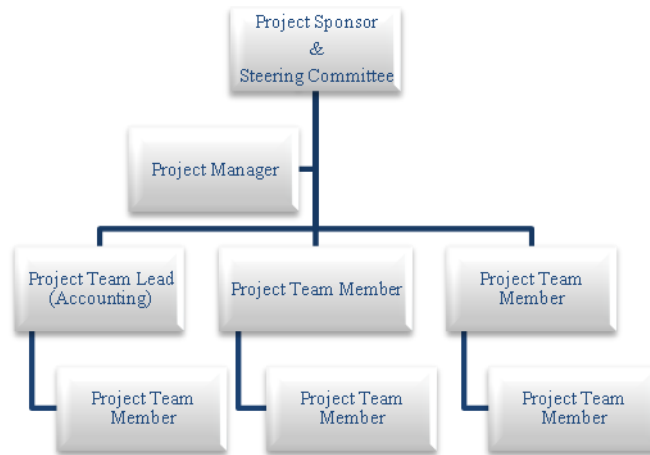 Project Sponsor
&
Steering Committee
Project Manager
Project Team Lead
(Accounting)
Project Team Member
Project Team
Member
Project Team
Member
Project Team
Member
Project Team
Member